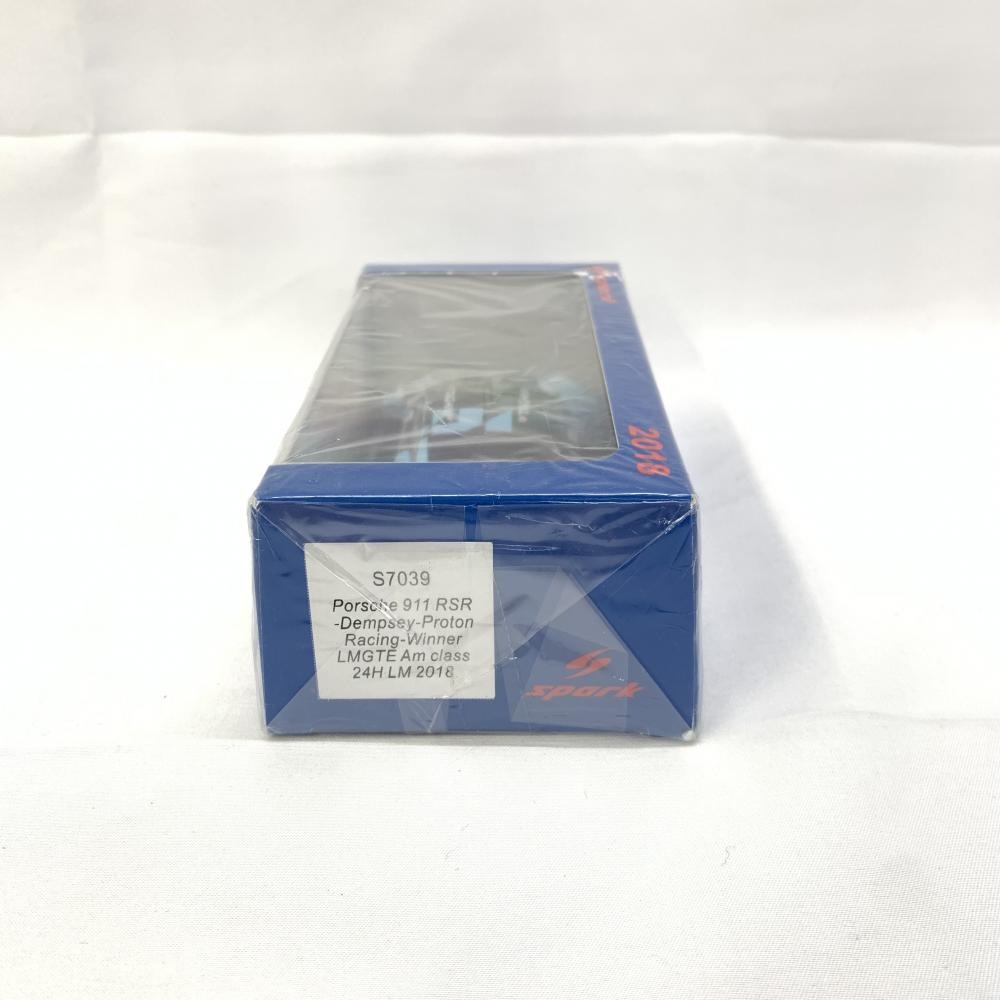 2018
S7039
Porsche 911 RSR
-Dempsey-Proton
Racing-Winner
LMGTE Am class
24H LM 2018
spark